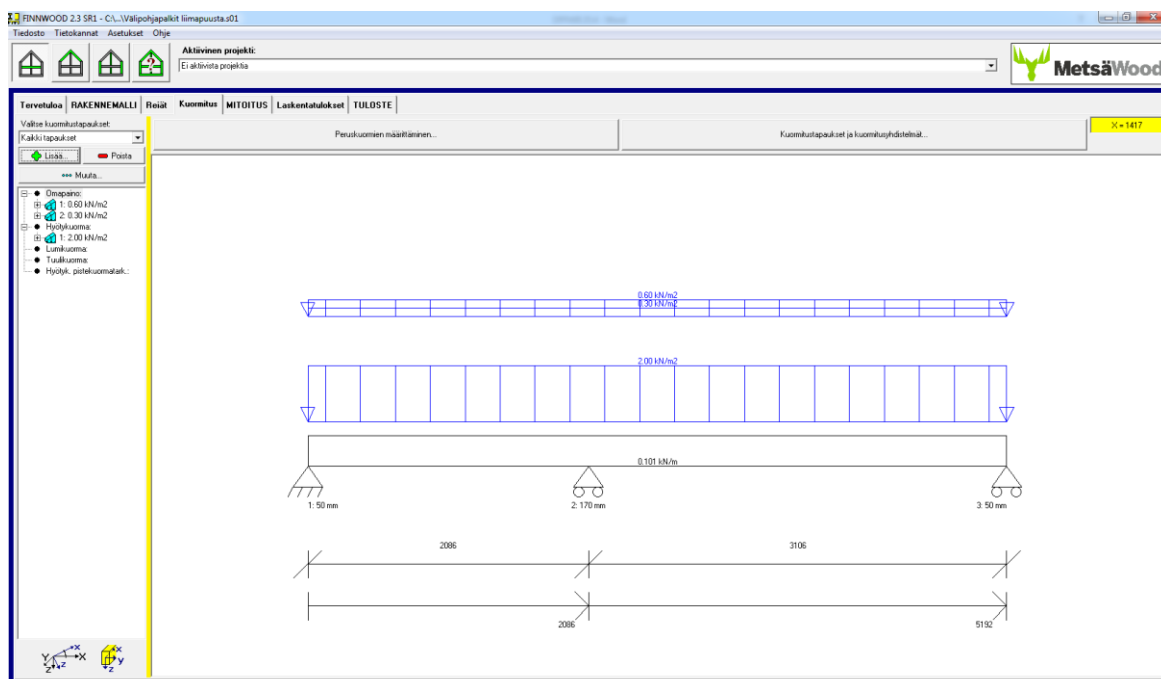 FINNWOOD 2.3 SR1 - C:\...\Välipohjapalkit liimapuusta.s01
Tiedosto Tietokannat Asetukset Ohje
Aktiivinen projekti:
Ei aktiivista projektia
MetsäWood
Tervetuloa RAKENNEMALLI Reiät Kuormitus MITOITUS Laskentatulokset TULOSTE
Valitse kuormitustapaukset:
Kaikki tapaukset
Lisää... Poista
Muuta...
Peruskuormien määrittäminen...
Kuormitustapaukset ja kuormitusyhdistelmät...
X = 1417
Omapaino:
1: 0.60 kN/m2
2: 0.30 kN/m2
Hyötykuorma:
1: 2.00 kN/m2
Lumikuorma:
Tuulikuorma:
Hyötyk. pistekuormatark.:
0.60 kN/m2
0.30 kN/m2
2.00 kN/m2
0.101 kN/m
1: 50 mm
2: 170 mm
3: 50 mm
2086
3106
2086
5192
Y X Z X Z
X Y Z